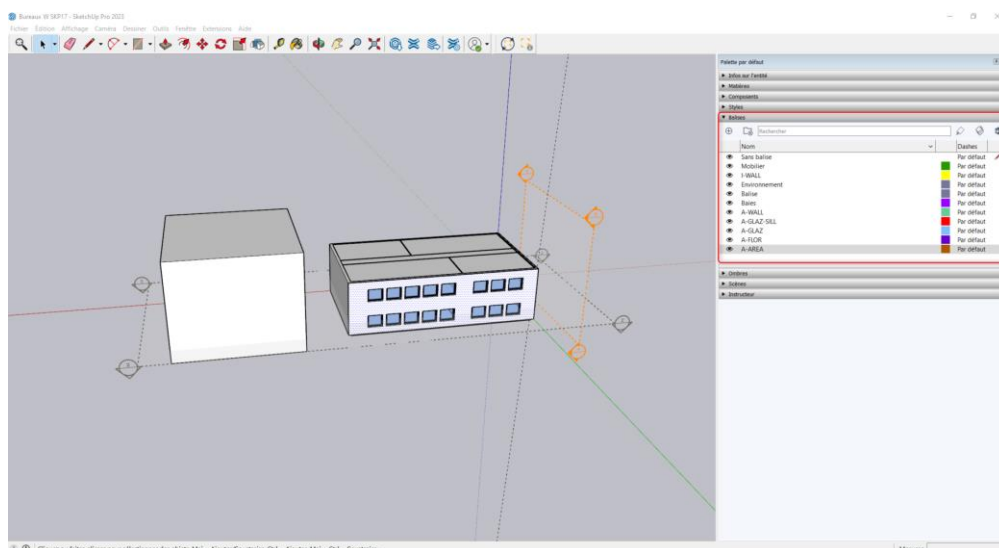 Bureaux W SKP17 - SketchUp Pro 2023
Fichier Edition Affichage Caméra Dessiner Outils Fenêtre Extensions Aide
Palette par défaut
Infos sur l'entité
Matières
Components
Styles
Balises
Rechercher
Nom Dashes
Sans balise Par défaut
Mobilier Par défaut
I-WALL Par défaut
Environnement Par défaut
Balise Par défaut
Baies Par défaut
A-WALL Par défaut
A-GLAZ-SILL Par défaut
A-GLAZ Par défaut
A-FLOR Par défaut
A-AREA Par défaut
Ombres
Scènes
Instructeur